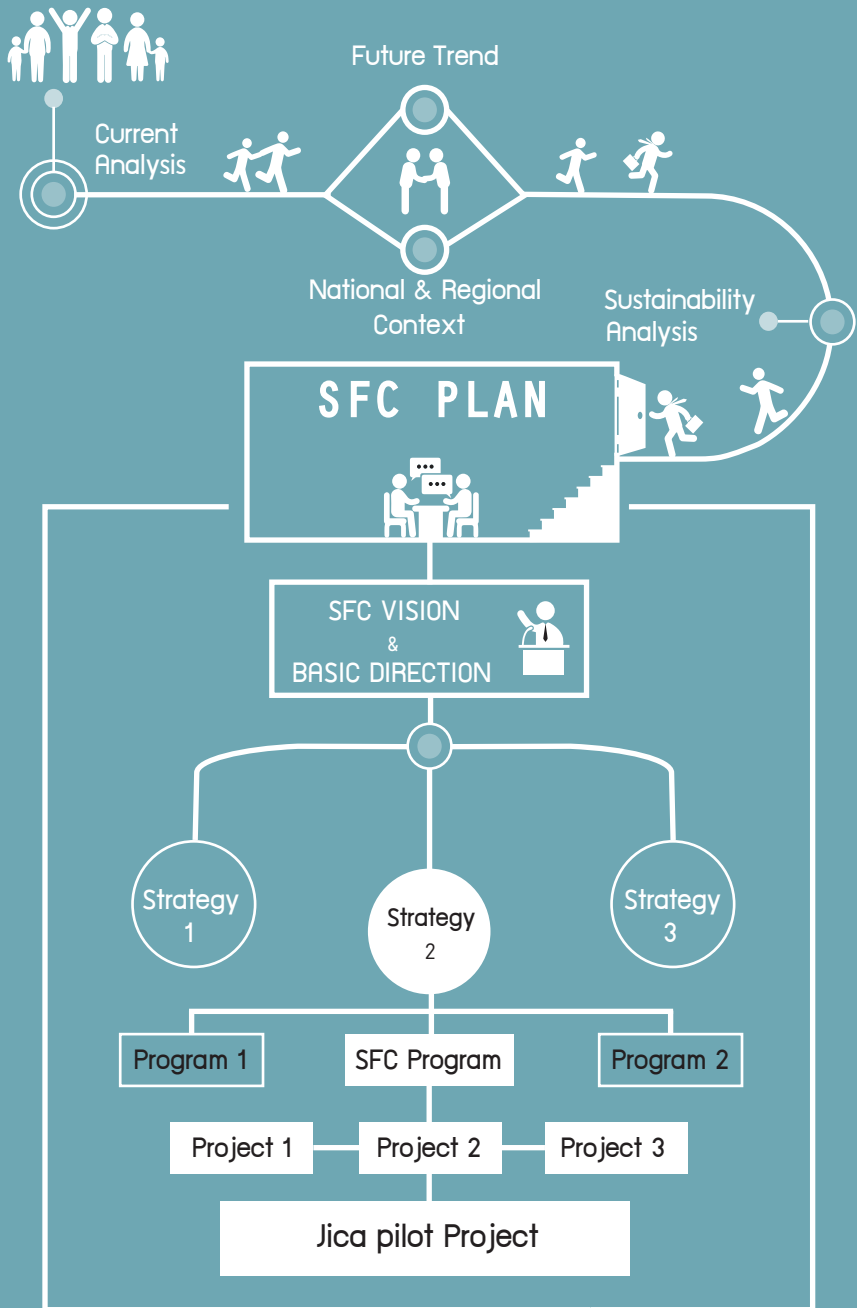 Future Trend
Current
Analysis
National & Regional
Context
Sustainability
Analysis
SFC PLAN
SFC VISION
&
BASIC DIRECTION
Strategy
1
Strategy
2
Strategy
3
Program 1
SFC Program
Program 2
Project 1
Project 2
Project 3
Jica pilot Project